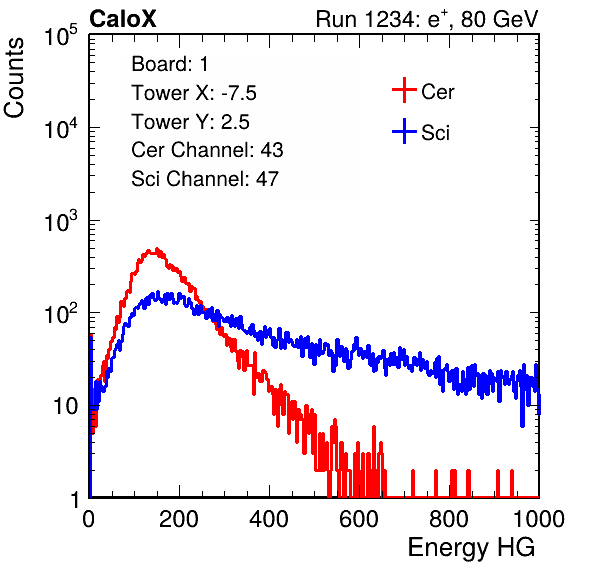 CaloX Run 1234: e⁺, 80 GeV
Counts
Board: 1
Tower X: -7.5
Tower Y: 2.5
Cer Channel: 43
Sci Channel: 47
Cer
Sci
10⁵
10⁴
10³
10²
10
1
0 200 400 600 800 1000
Energy HG